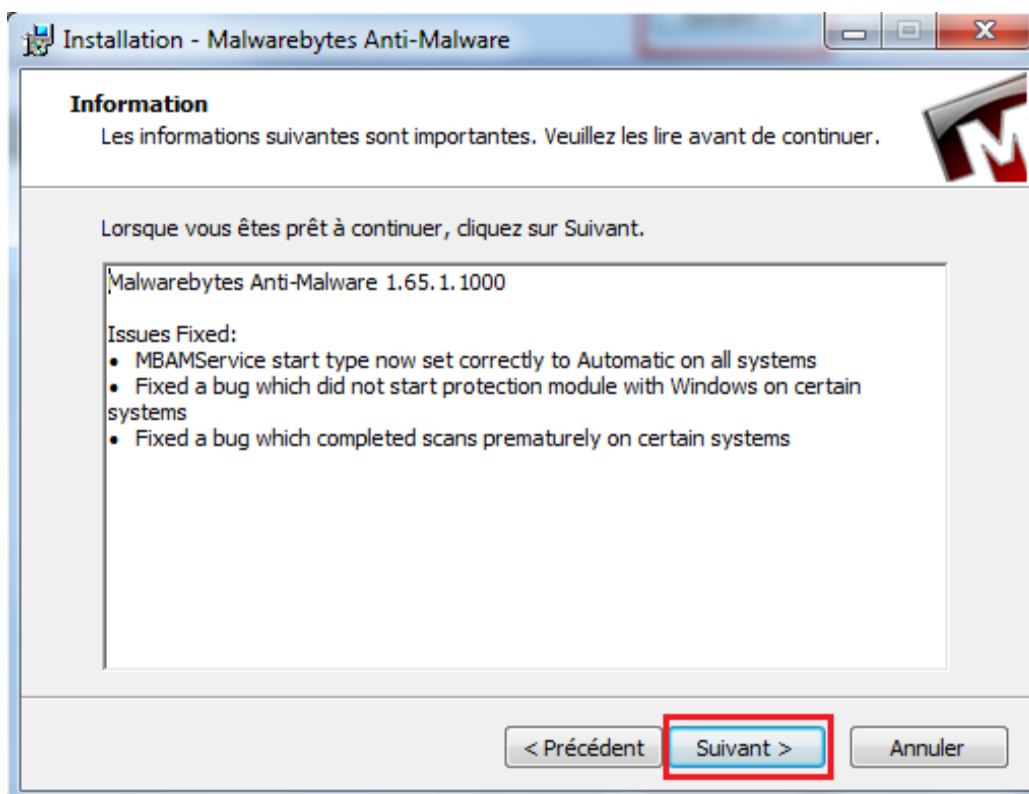 Installation - Malwarebytes Anti-Malware
Information
Les informations suivantes sont importantes. Veuillez les lire avant de continuer.
Lorsque vous êtes prêt à continuer, cliquez sur Suivant.
Malwarebytes Anti-Malware 1.65.1.1000
Issues Fixed:
• MBAMService start type now set correctly to Automatic on all systems
• Fixed a bug which did not start protection module with Windows on certain
systems
• Fixed a bug which completed scans prematurely on certain systems
< Précédent Suivant > Annuler